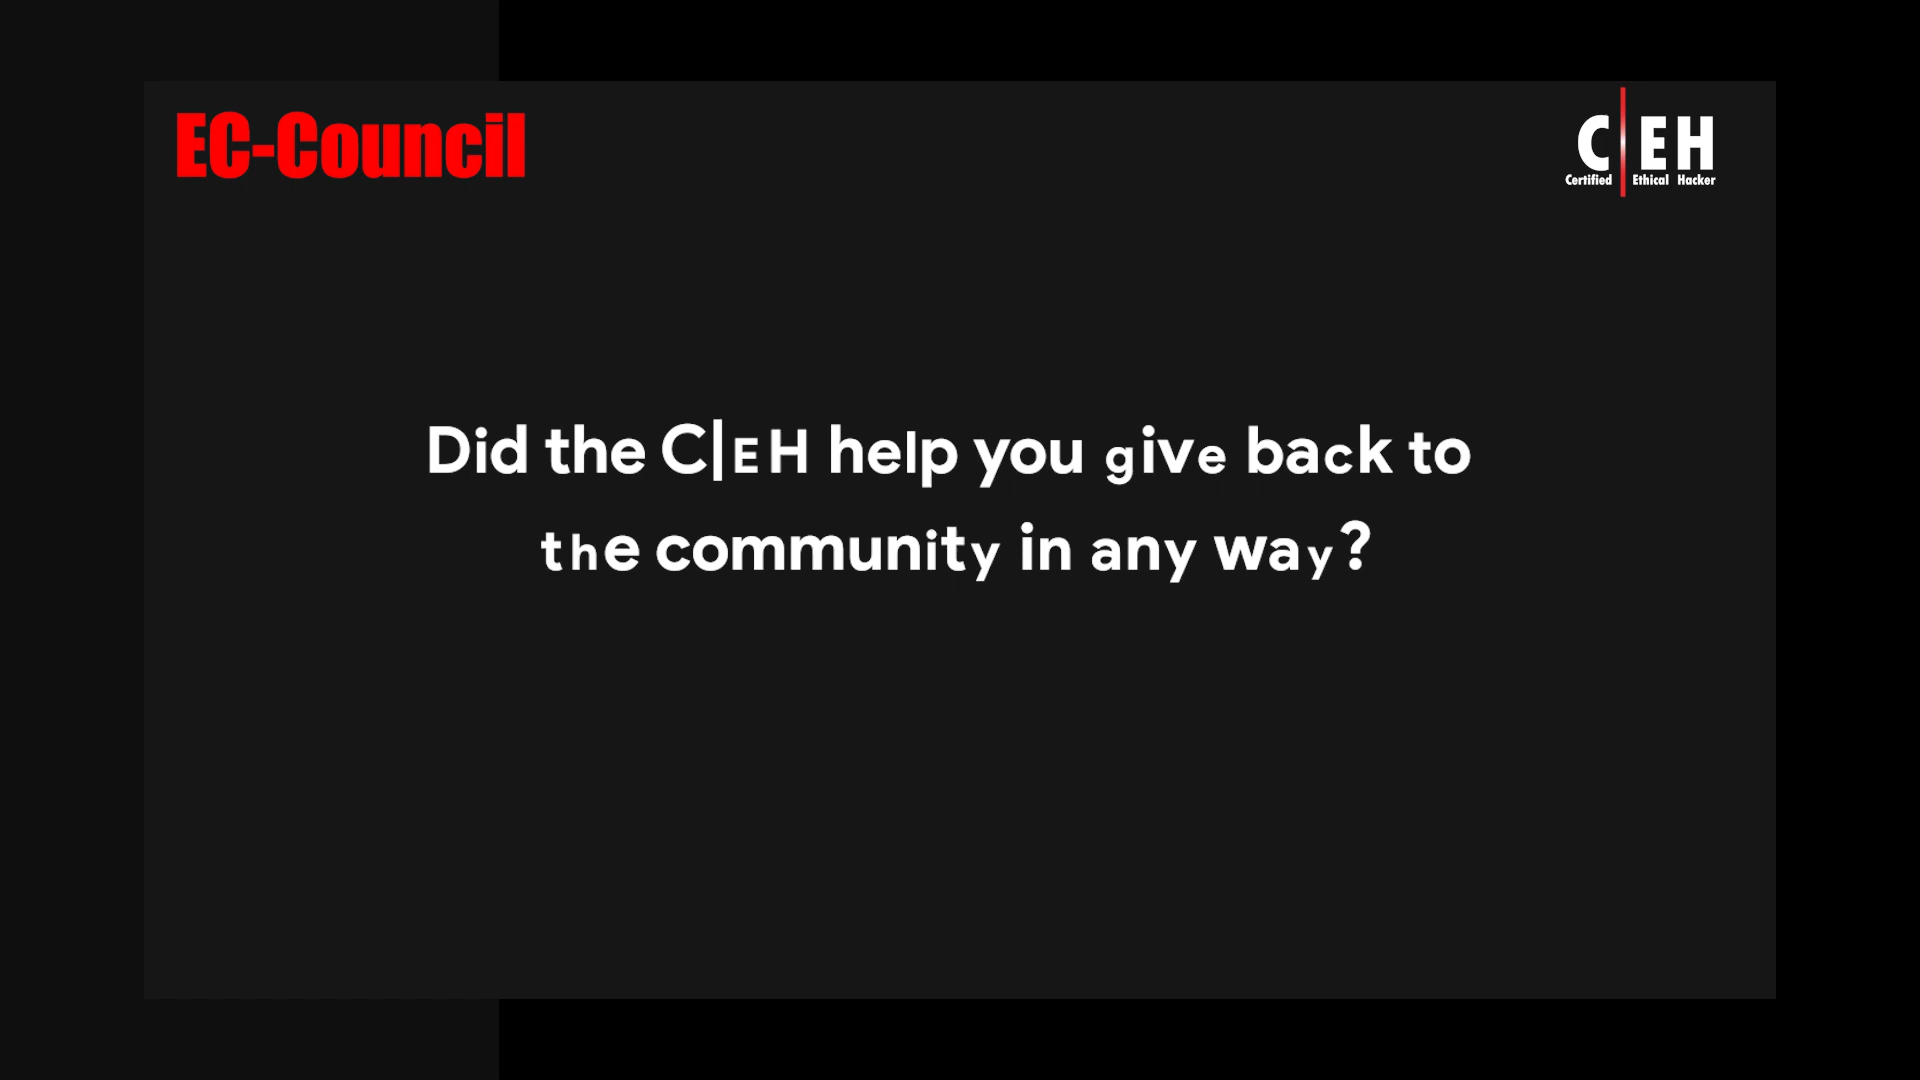 EC-Council
C|EH
Certified Ethical Hacker
Did the C|EH help you give back to
the community in any way?